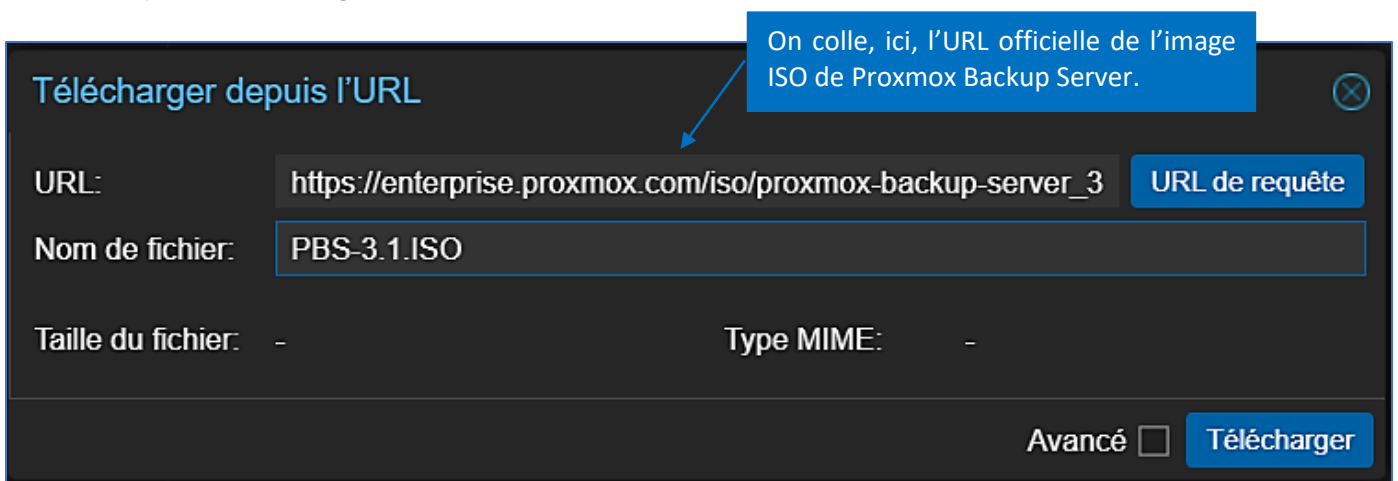 On colle, ici, l’URL officielle de l’image
ISO de Proxmox Backup Server.
Télécharger depuis l’URL
URL: https://enterprise.proxmox.com/iso/proxmox-backup-server_3 URL de requête
Nom de fichier: PBS-3.1.ISO
Taille du fichier: - Type MIME: -
Avancé Télécharger